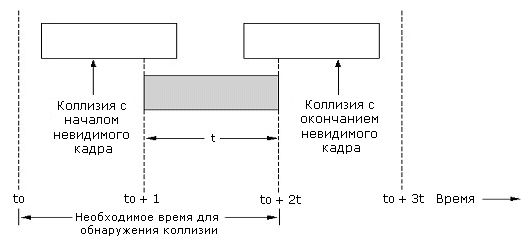 Коллизия с
началом
невидимого
кадра
Коллизия с
окончанием
невидимого
кадра
t
to
to + 1
to + 2t
to + 3t
Время
Необходимое время для
обнаружения коллизии